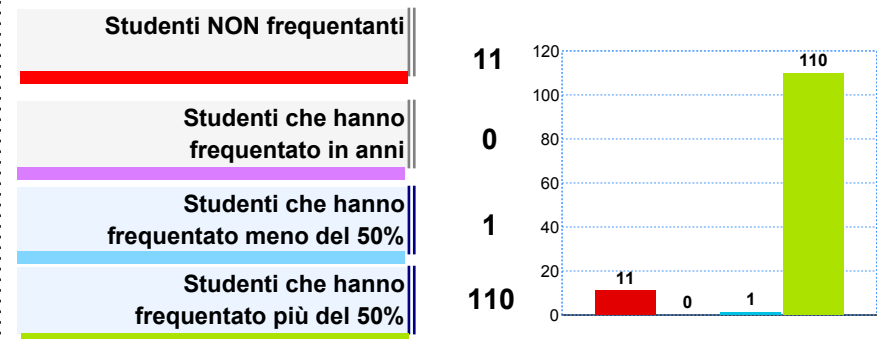 Studenti NON frequentanti
11
Studenti che hanno
frequentato in anni
0
Studenti che hanno
frequentato meno del 50%
1
Studenti che hanno
frequentato più del 50%
110
120
100
80
60
40
20
0
11
0
1
110